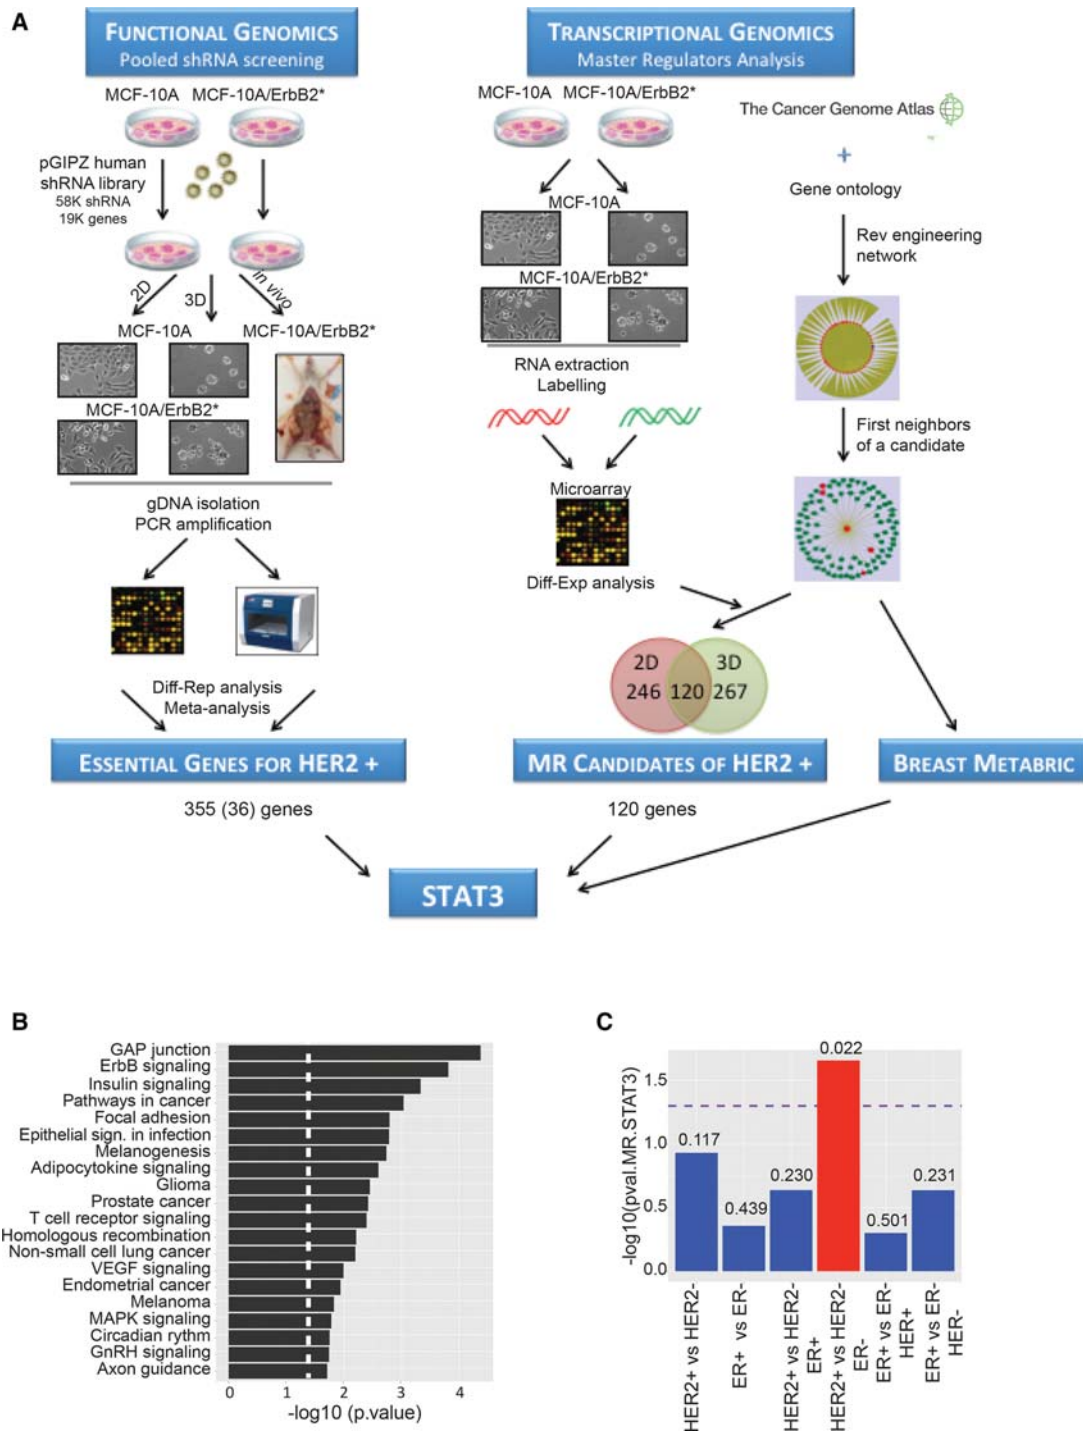 A
FUNCTIONAL GENOMICS
Pooled shRNA screening
MCF-10A MCF-10A/ErbB2*
pGIPZ human
shRNA library
58K shRNA
19K genes
2D
3D
in vivo
MCF-10A MCF-10A/ErbB2*
MCF-10A/ErbB2*
gDNA isolation
PCR amplification
Diff-Rep analysis
Meta-analysis
ESSENTIAL GENES FOR HER2 +
355 (36) genes
TRANSCRIPTIONAL GENOMICS
Master Regulators Analysis
MCF-10A MCF-10A/ErbB2*
MCF-10A
MCF-10A/ErbB2*
RNA extraction
Labelling
Microarray
Diff-Exp analysis
The Cancer Genome Atlas
+
Gene ontology
Rev engineering
network
First neighbors
of a candidate
2D 3D
246 120 267
MR CANDIDATES OF HER2 +
120 genes
BREAST METABRIC
STAT3
B
GAP junction
ErbB signaling
Insulin signaling
Pathways in cancer
Focal adhesion
Epithelial sign. in infection
Melanogenesis
Adipocytokine signaling
Glioma
Prostate cancer
T cell receptor signaling
Homologous recombination
Non-small cell lung cancer
VEGF signaling
Endometrial cancer
Melanoma
MAPK signaling
Circadian rythm
GnRH signaling
Axon guidance
0 1 2 3 4
-log10 (p.value)
C
-log10(pval.MR.STAT3)
1.5
1.0
0.5
0.0
0.117
0.439
0.230
0.022
0.501
0.231
HER2+ vs HER2-
ER+ vs ER-
HER2+ vs HER2-
ER+
HER2+ vs HER2-
ER-
ER+ vs ER-
HER+
ER+ vs ER-
HER-